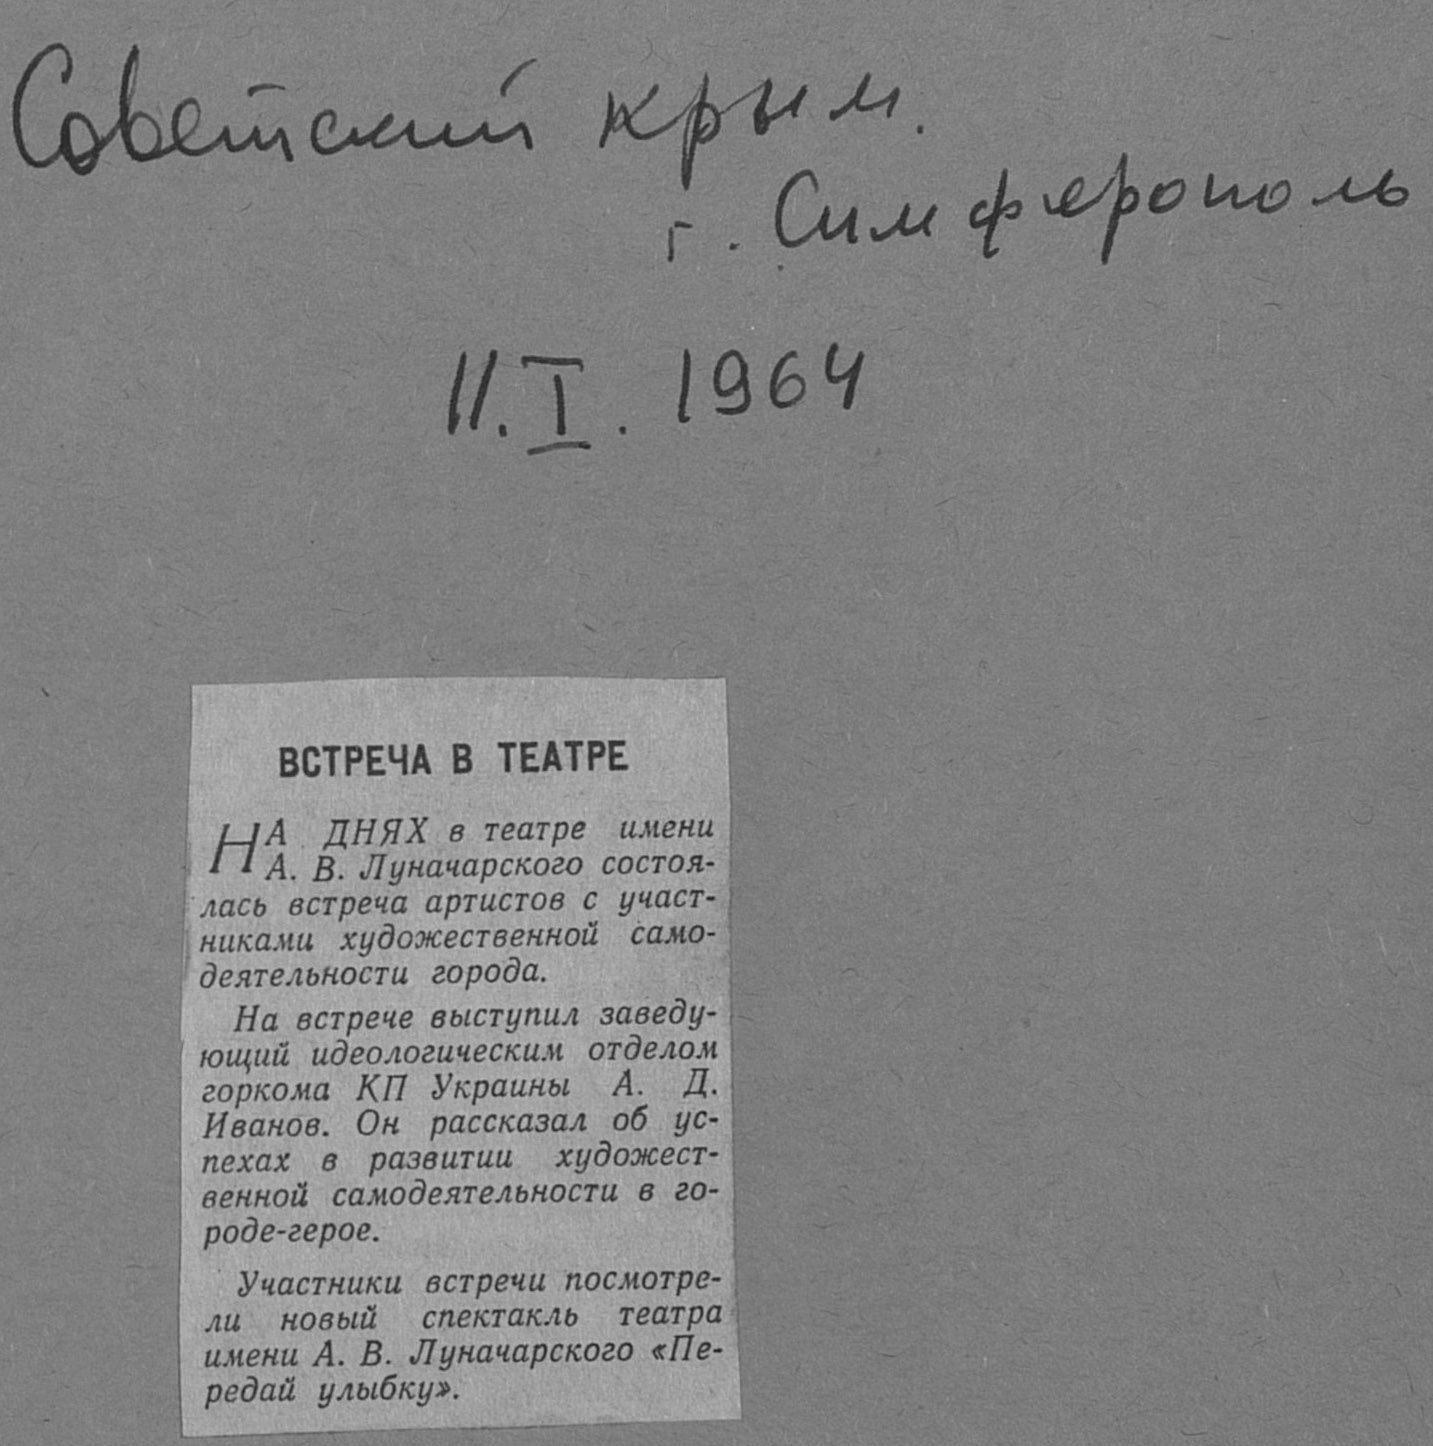 Советский крым.
г. Симферополь
11.I. 1964
ВСТРЕЧА В ТЕАТРЕ
НА ДНЯХ в театре имени
А. В. Луначарского состоя-
лась встреча артистов с участ-
никами художественной само-
деятельности города.
На встрече выступил заведу-
ющий идеологическим отделом
горкома КП Украины А. Д.
Иванов. Он рассказал об ус-
пехах в развитии художест-
венной самодеятельности в го-
роде-герое.
Участники встречи посмотре-
ли новый спектакль театра
имени А. В. Луначарского «Пе-
редай улыбку».